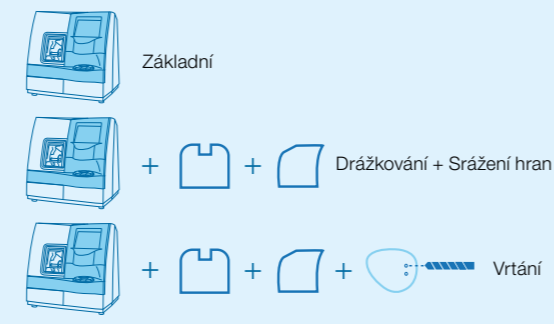 Základní
+ + Drážkování + Srážení hran
+ + + Vrtání